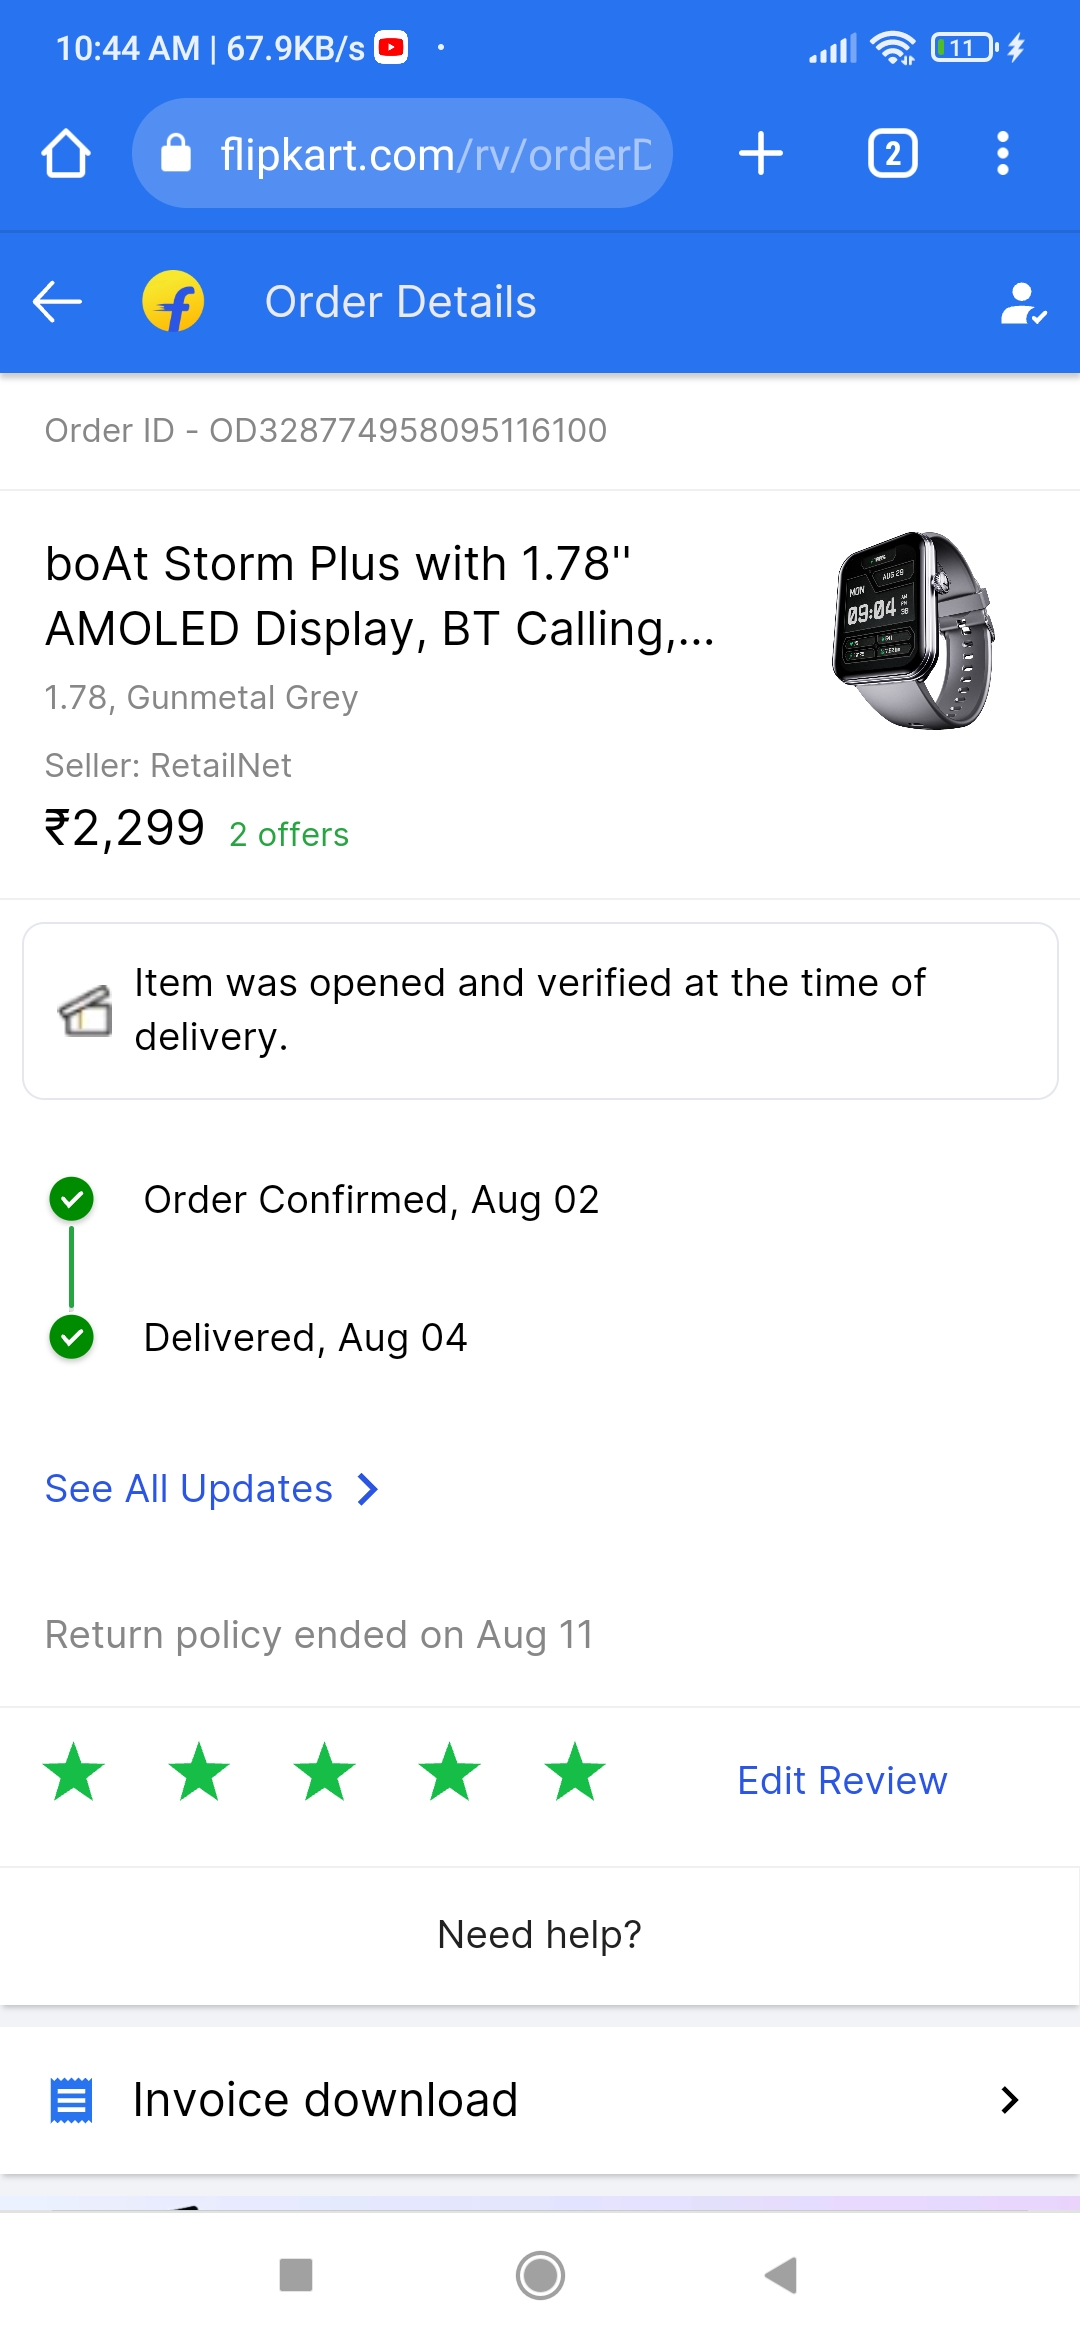 10:44 AM | 67.9KB/s
11
flipkart.com/rv/orderD
2
Order Details
Order ID - OD328774958095116100
boAt Storm Plus with 1.78"
AMOLED Display, BT Calling,...
1.78, Gunmetal Grey
Seller: RetailNet
₹2,299 2 offers
MON
AUG 29
09:04
Item was opened and verified at the time of
delivery.
Order Confirmed, Aug 02
Delivered, Aug 04
See All Updates
Return policy ended on Aug 11
Edit Review
Need help?
Invoice download